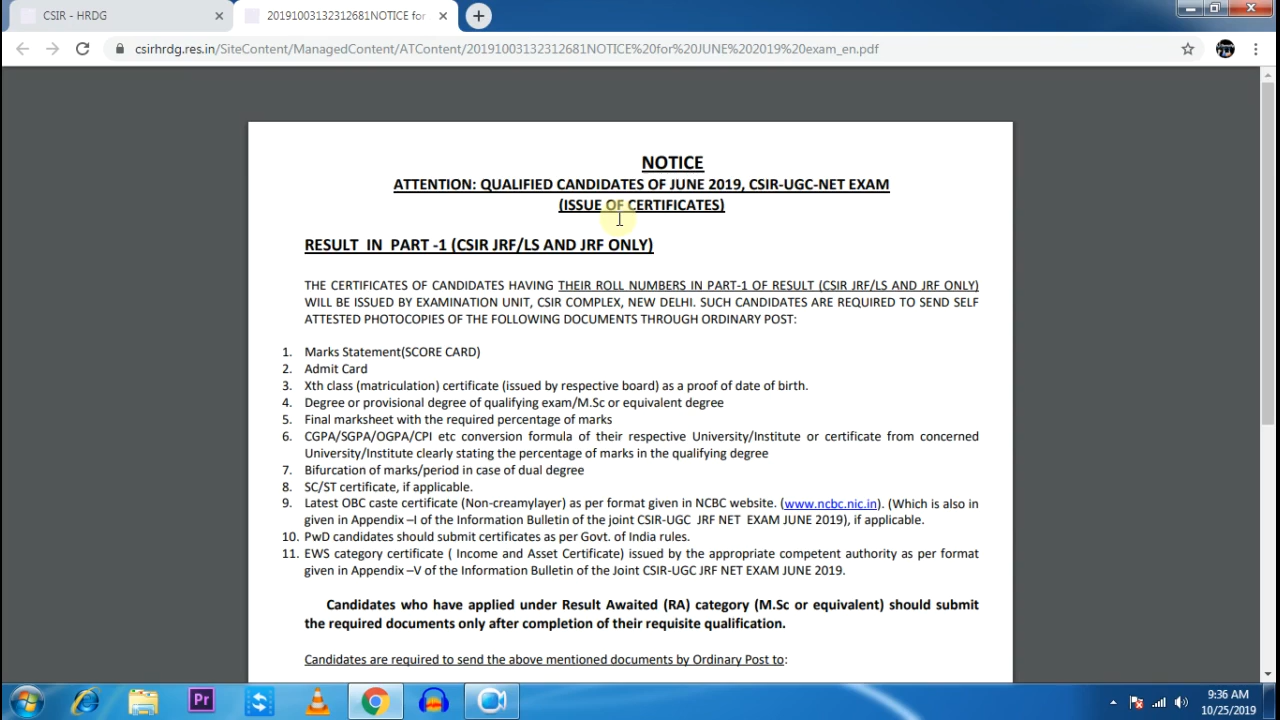 CSIR - HRDG
20191003132312681NOTICE for
csirhrdg.res.in/SiteContent/ManagedContent/ATContent/20191003132312681NOTICE%20for%20JUNE%202019%20exam_en.pdf
NOTICE
ATTENTION: QUALIFIED CANDIDATES OF JUNE 2019, CSIR-UGC-NET EXAM
(ISSUE OF CERTIFICATES)
RESULT IN PART -1 (CSIR JRF/LS AND JRF ONLY)
THE CERTIFICATES OF CANDIDATES HAVING THEIR ROLL NUMBERS IN PART-1 OF RESULT (CSIR JRF/LS AND JRF ONLY)
WILL BE ISSUED BY EXAMINATION UNIT, CSIR COMPLEX, NEW DELHI. SUCH CANDIDATES ARE REQUIRED TO SEND SELF
ATTESTED PHOTOCOPIES OF THE FOLLOWING DOCUMENTS THROUGH ORDINARY POST:
1. Marks Statement(SCORE CARD)
2. Admit Card
3. Xth class (matriculation) certificate (issued by respective board) as a proof of date of birth.
4. Degree or provisional degree of qualifying exam/M.Sc or equivalent degree
5. Final marksheet with the required percentage of marks
6. CGPA/SGPA/OGPA/CPI etc conversion formula of their respective University/Institute or certificate from concerned
University/Institute clearly stating the percentage of marks in the qualifying degree
7. Bifurcation of marks/period in case of dual degree
8. SC/ST certificate, if applicable.
9. Latest OBC caste certificate (Non-creamylayer) as per format given in NCBC website. (www.ncbc.nic.in). (Which is also in
given in Appendix –I of the Information Bulletin of the joint CSIR-UGC JRF NET EXAM JUNE 2019), if applicable.
10. PwD candidates should submit certificates as per Govt. of India rules.
11. EWS category certificate ( Income and Asset Certificate) issued by the appropriate competent authority as per format
given in Appendix –V of the Information Bulletin of the Joint CSIR-UGC JRF NET EXAM JUNE 2019.
Candidates who have applied under Result Awaited (RA) category (M.Sc or equivalent) should submit
the required documents only after completion of their requisite qualification.
Candidates are required to send the above mentioned documents by Ordinary Post to:
Pr
9:36 AM
10/25/2019